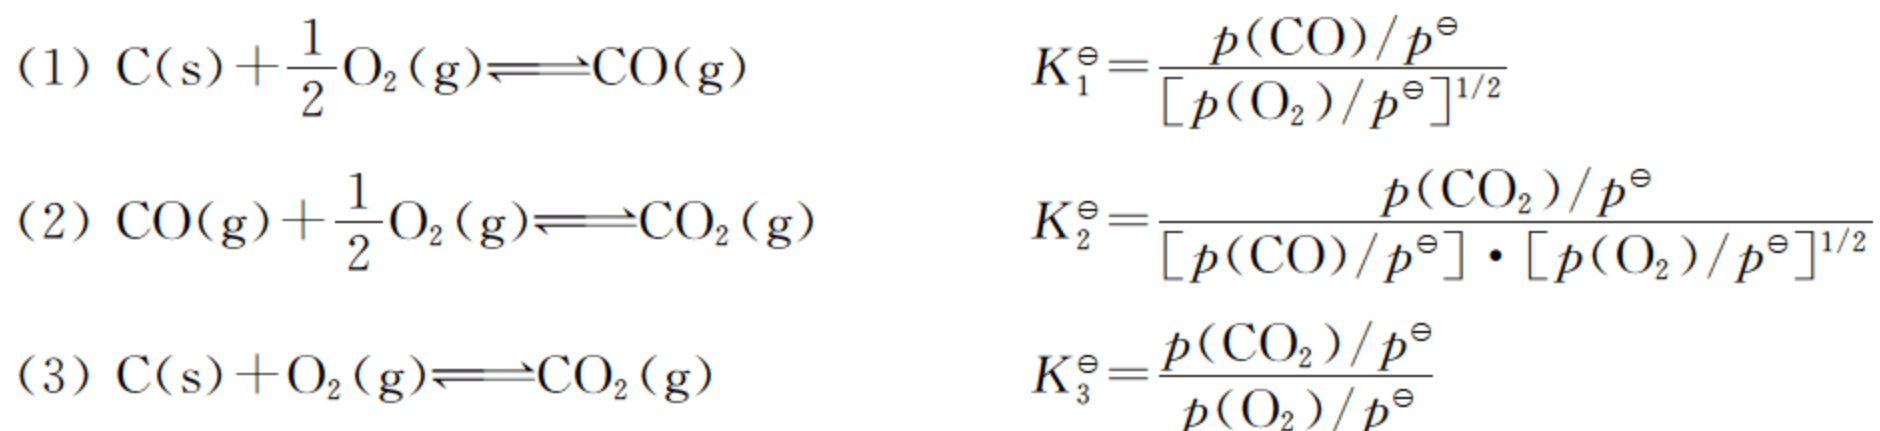 (1) C(s)+1/2 O₂(g)⇌CO(g) K₁^⊖=(p(CO)/p^⊖)/([p(O₂)/p^⊖]^{1/2})
(2) CO(g)+1/2 O₂(g)⇌CO₂(g) K₂^⊖=(p(CO₂)/p^⊖)/([p(CO)/p^⊖]·[p(O₂)/p^⊖]^{1/2})
(3) C(s)+O₂(g)⇌CO₂(g) K₃^⊖=(p(CO₂)/p^⊖)/(p(O₂)/p^⊖)